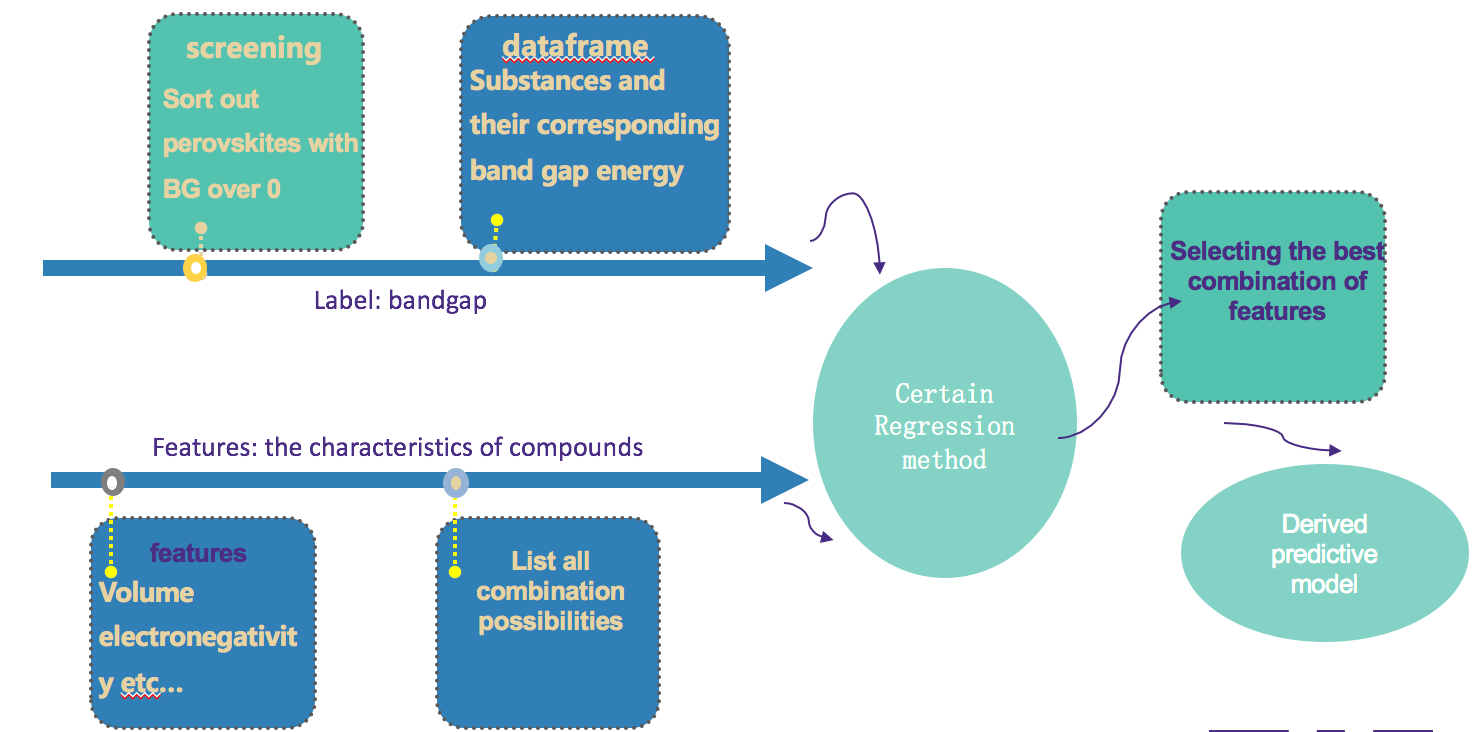 screening
Sort out
perovskites with
BG over 0
dataframe
Substances and
their corresponding
band gap energy
Label: bandgap
Features: the characteristics of compounds
features
Volume
electronegativit
y etc...
List all
combination
possibilities
Certain
Regression
method
Selecting the best
combination of
features
Derived
predictive
model